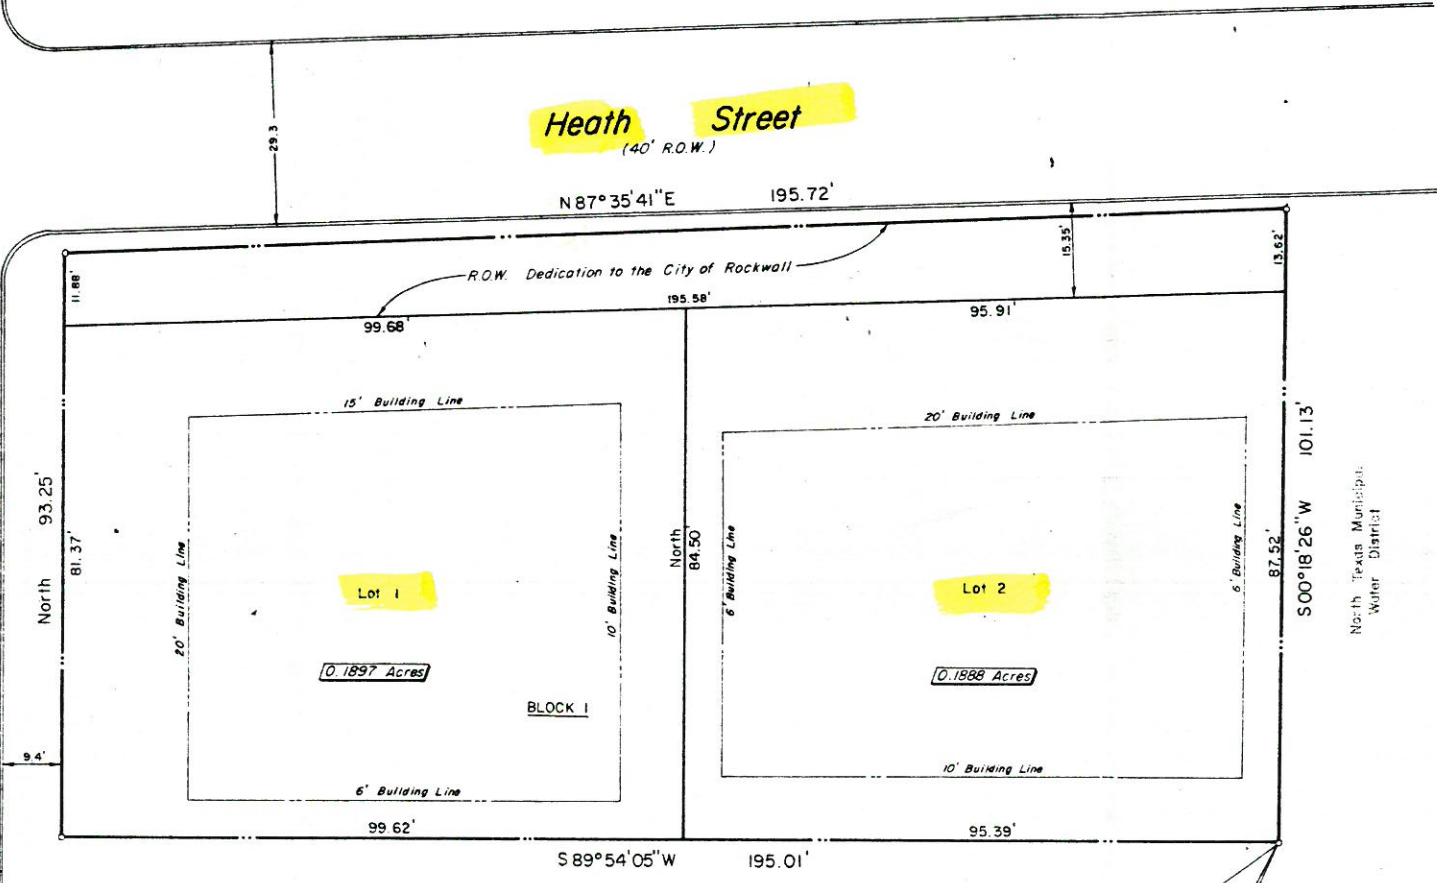 29.3
Heath Street
(40' R.O.W.)
N 87° 35' 41" E 195.72'
R.O.W. Dedication to the City of Rockwall
11.88'
15.35'
13.62'
195.58'
99.68'
95.91'
15' Building Line
20' Building Line
North 93.25'
81.37'
20' Building Line
10' Building Line
North
84.50'
6' Building Line
6' Building Line
87.52'
S 00° 18' 26" W 101.13'
North Texas Municipal
Water District
Lot 1
Lot 2
0.1897 Acres
0.1888 Acres
BLOCK 1
9.4'
6' Building Line
10' Building Line
99.62'
95.39'
S 89° 54' 05" W 195.01'